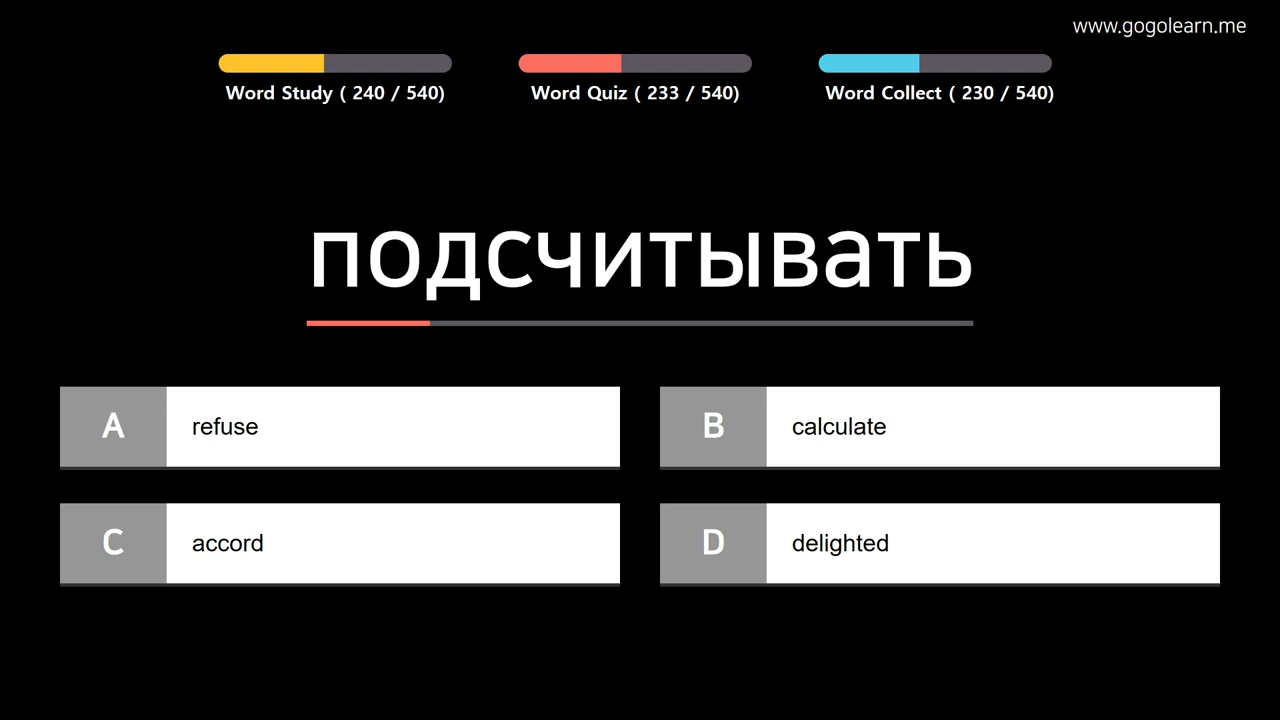 www.gogolearn.me
Word Study ( 240 / 540)
Word Quiz ( 233 / 540)
Word Collect ( 230 / 540)
подсчитывать
A refuse
B calculate
C accord
D delighted